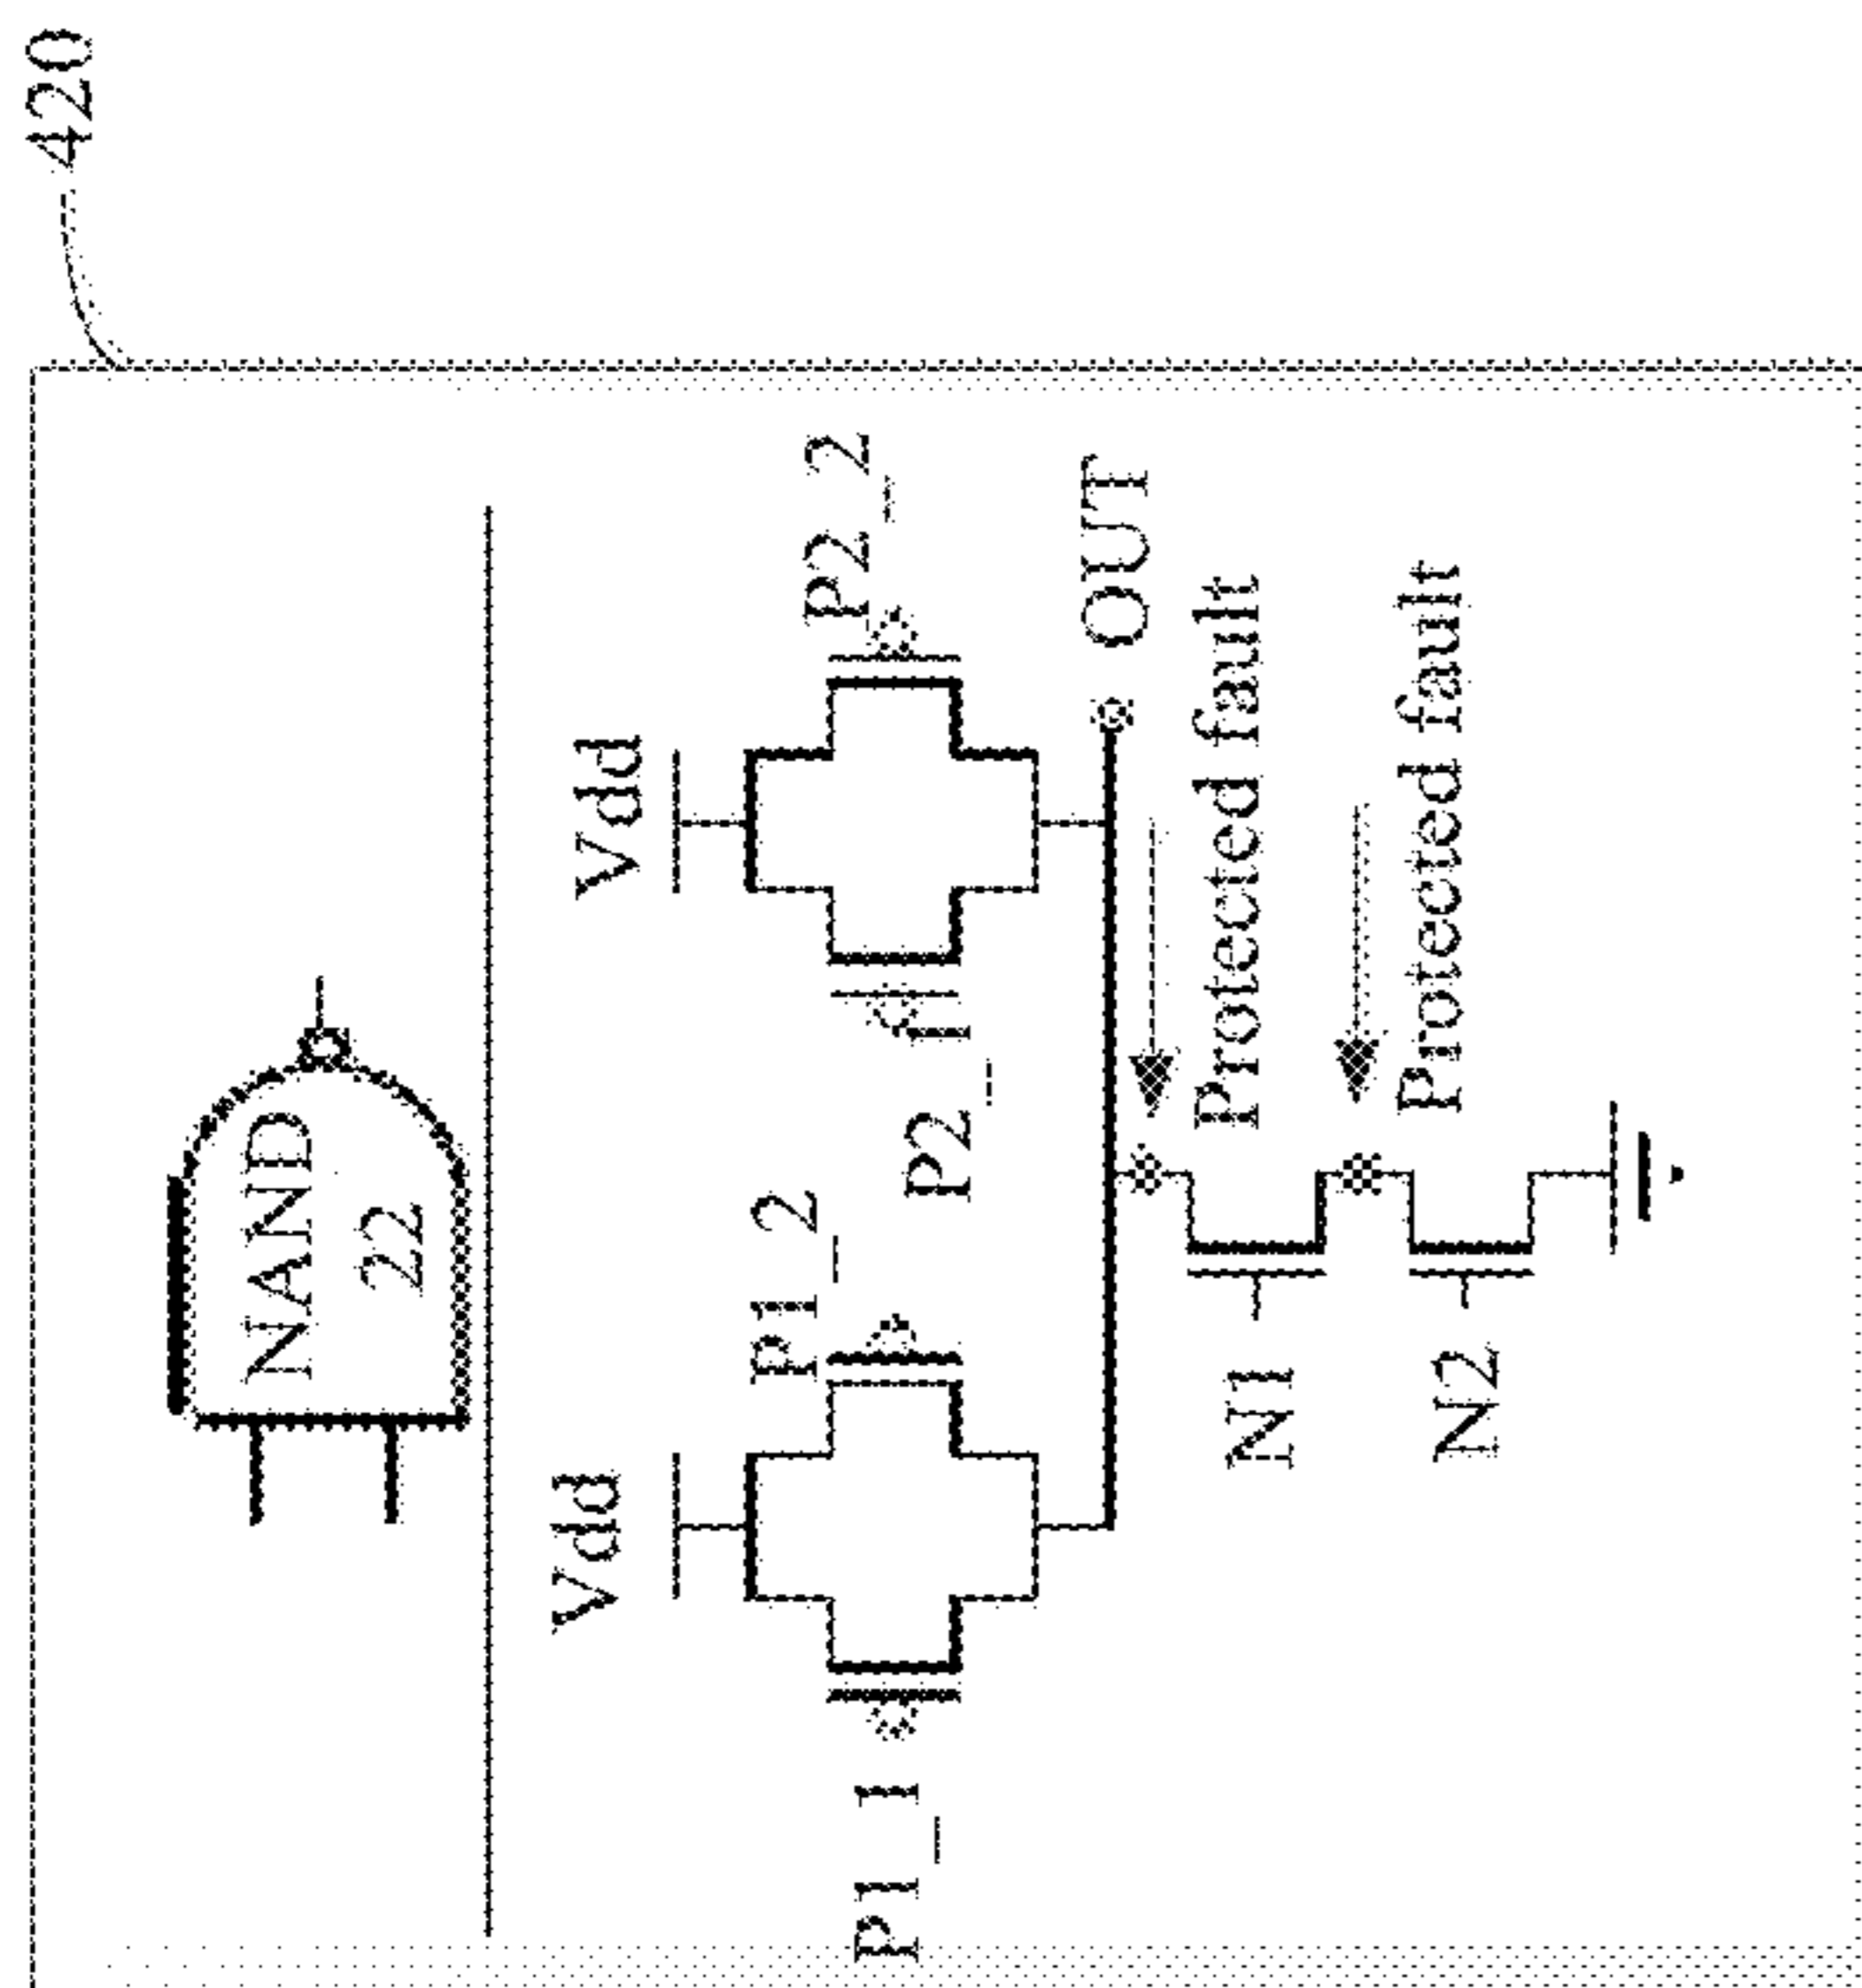 420
NAND
22
Vdd
Vdd
P1_1
P1_2
P2_1
P2_2
OUT
Protected fault
N1
Protected fault
N2